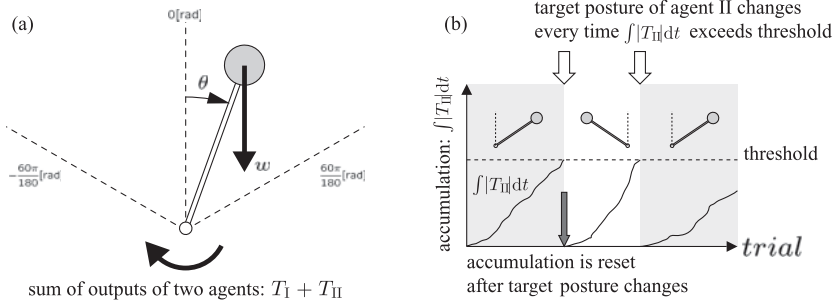 (a)
0[rad]
θ
w
-60π/180[rad]
60π/180[rad]
sum of outputs of two agents: T_I + T_II
(b)
target posture of agent II changes
every time ∫|T_II|dt exceeds threshold
accumulation: ∫|T_II|dt
threshold
∫|T_II|dt
trial
accumulation is reset
after target posture changes